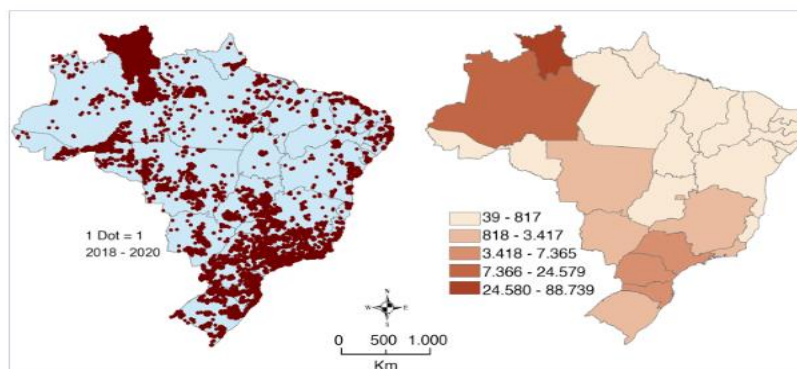 1 Dot = 1
2018 - 2020
39 - 817
818 - 3.417
3.418 - 7.365
7.366 - 24.579
24.580 - 88.739
N
W E
S
0 500 1.000
Km